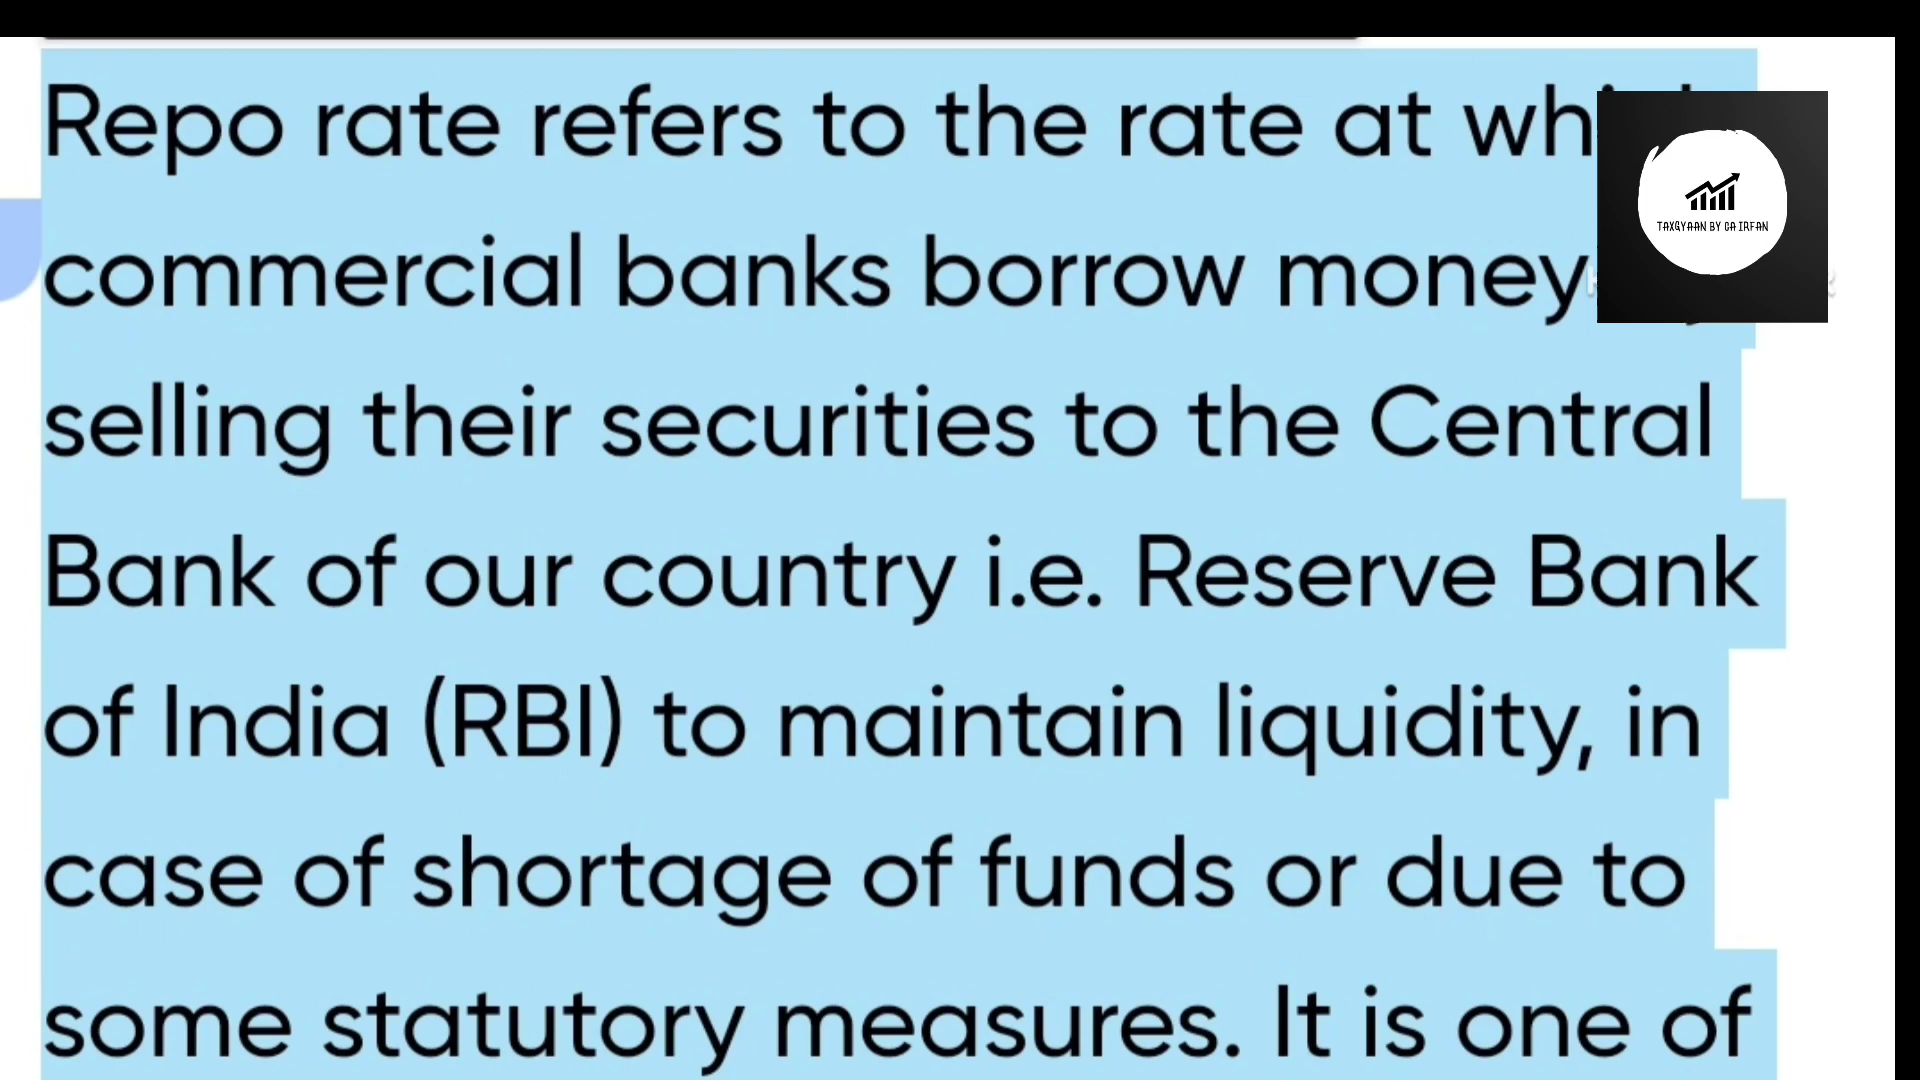 Repo rate refers to the rate at
commercial banks borrow money
selling their securities to the Central
Bank of our country i.e. Reserve Bank
of India (RBI) to maintain liquidity, in
case of shortage of funds or due to
some statutory measures. It is one of
TAXGYAAN BY CA IRFAN